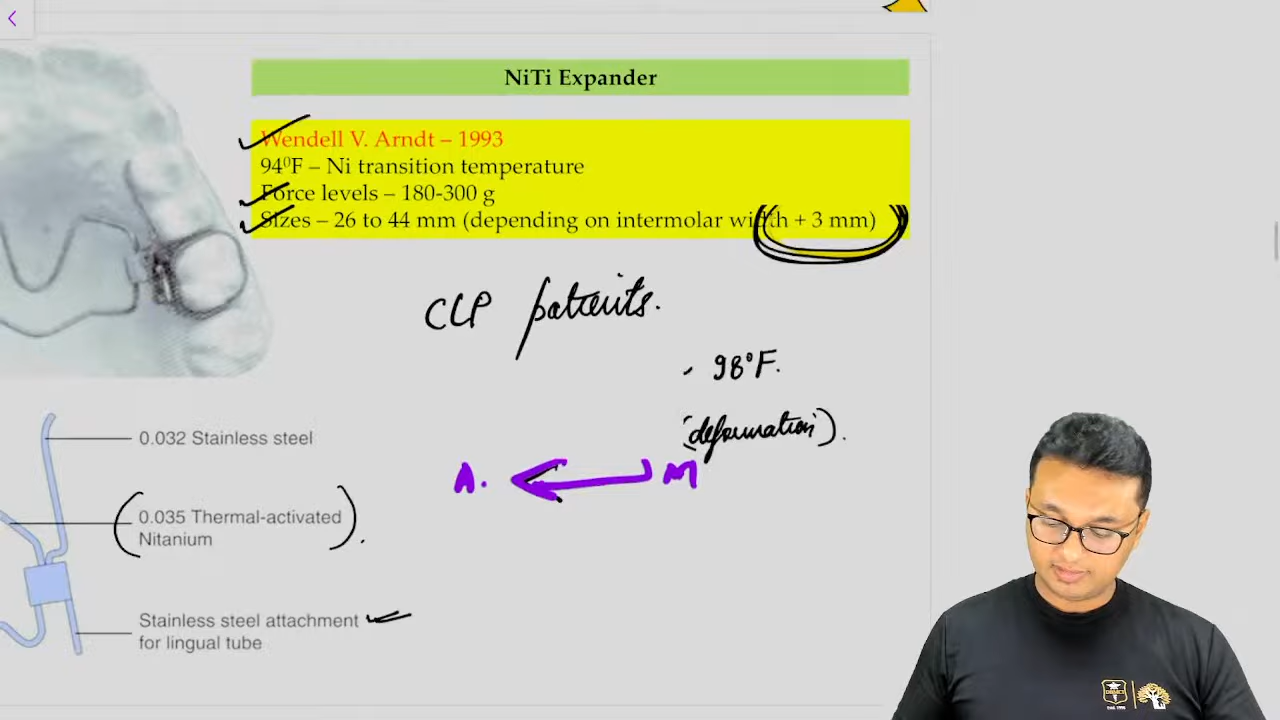 NiTi Expander
Wendell V. Arndt – 1993
94⁰F – Ni transition temperature
Force levels – 180-300 g
Sizes – 26 to 44 mm (depending on intermolar width + 3 mm)
CLP patients.
98°F.
(deformation).
A. M
0.032 Stainless steel
0.035 Thermal-activated
Nitanium
Stainless steel attachment
for lingual tube